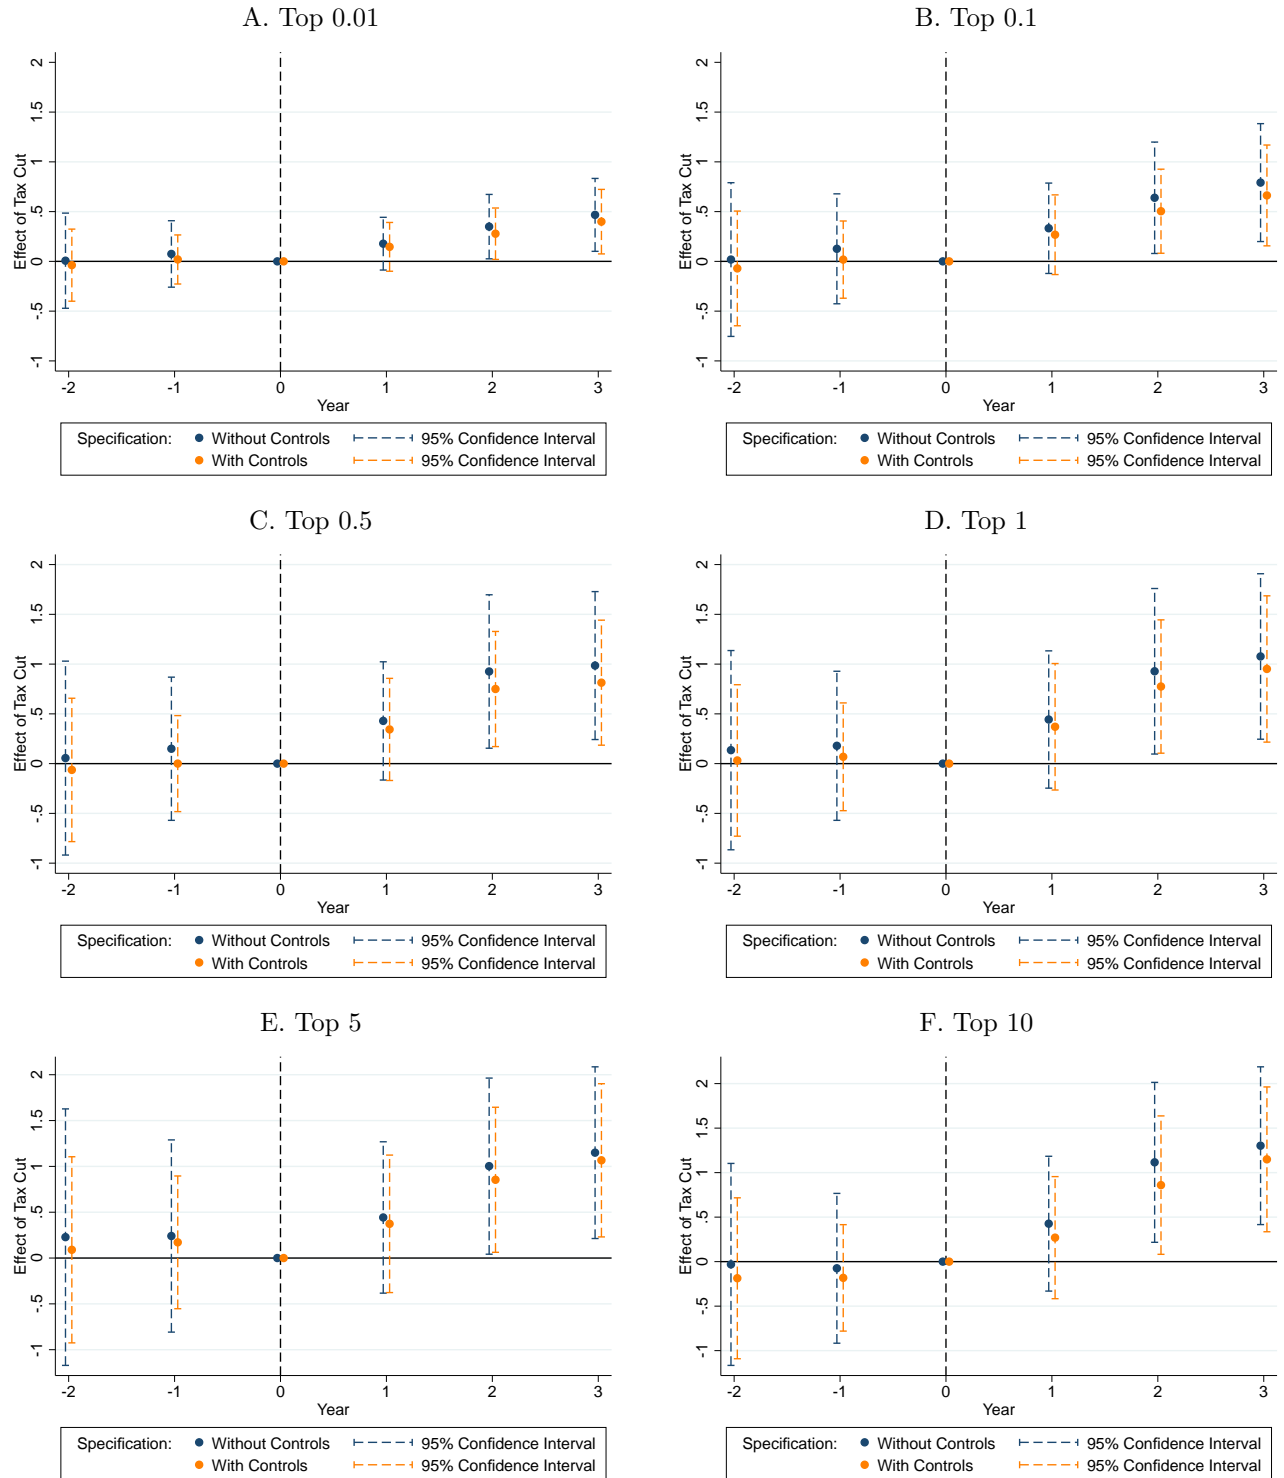 A. Top 0.01
Effect of Tax Cut
2
1.5
1
.5
0
-.5
-1
-2 -1 0 1 2 3
Year
Specification: Without Controls 95% Confidence Interval
With Controls 95% Confidence Interval
B. Top 0.1
Effect of Tax Cut
2
1.5
1
.5
0
-.5
-1
-2 -1 0 1 2 3
Year
Specification: Without Controls 95% Confidence Interval
With Controls 95% Confidence Interval
C. Top 0.5
Effect of Tax Cut
2
1.5
1
.5
0
-.5
-1
-2 -1 0 1 2 3
Year
Specification: Without Controls 95% Confidence Interval
With Controls 95% Confidence Interval
D. Top 1
Effect of Tax Cut
2
1.5
1
.5
0
-.5
-1
-2 -1 0 1 2 3
Year
Specification: Without Controls 95% Confidence Interval
With Controls 95% Confidence Interval
E. Top 5
Effect of Tax Cut
2
1.5
1
.5
0
-.5
-1
-2 -1 0 1 2 3
Year
Specification: Without Controls 95% Confidence Interval
With Controls 95% Confidence Interval
F. Top 10
Effect of Tax Cut
2
1.5
1
.5
0
-.5
-1
-2 -1 0 1 2 3
Year
Specification: Without Controls 95% Confidence Interval
With Controls 95% Confidence Interval